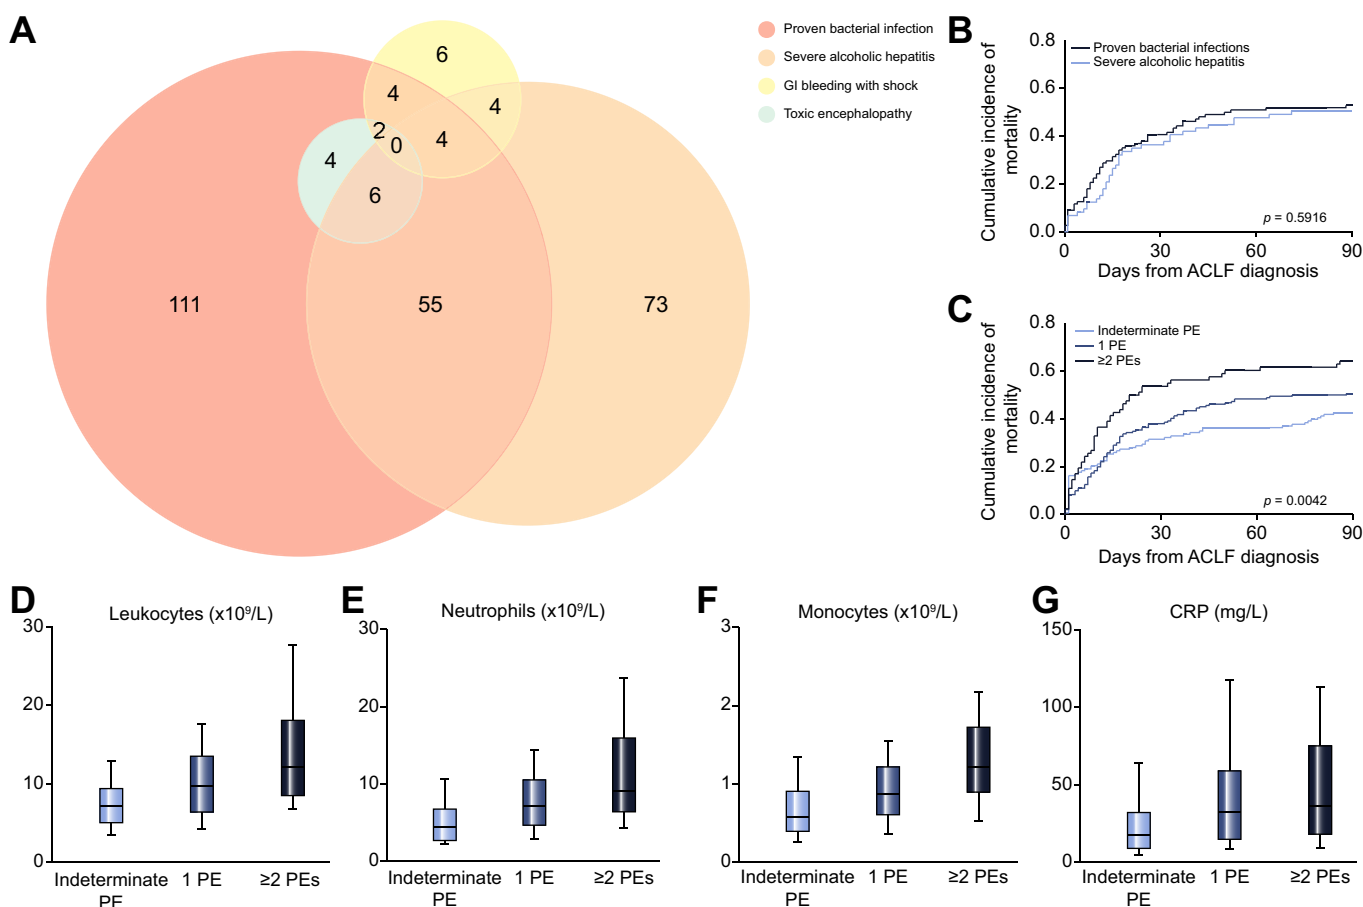 A
6
4
4
2
0
4
4
6
111
55
73
Proven bacterial infection
Severe alcoholic hepatitis
GI bleeding with shock
Toxic encephalopathy
B
Cumulative incidence of
mortality
0.8
0.6
0.4
0.2
0.0
Proven bacterial infections
Severe alcoholic hepatitis
p = 0.5916
0 30 60 90
Days from ACLF diagnosis
C
Cumulative incidence of
mortality
0.8
0.6
0.4
0.2
0.0
Indeterminate PE
1 PE
≥2 PEs
p = 0.0042
0 30 60 90
Days from ACLF diagnosis
D
Leukocytes (x10⁹/L)
30
20
10
0
Indeterminate PE
1 PE
≥2 PEs
E
Neutrophils (x10⁹/L)
30
20
10
0
Indeterminate PE
1 PE
≥2 PEs
F
Monocytes (x10⁹/L)
3
2
1
0
Indeterminate PE
1 PE
≥2 PEs
G
CRP (mg/L)
150
100
50
0
Indeterminate PE
1 PE
≥2 PEs